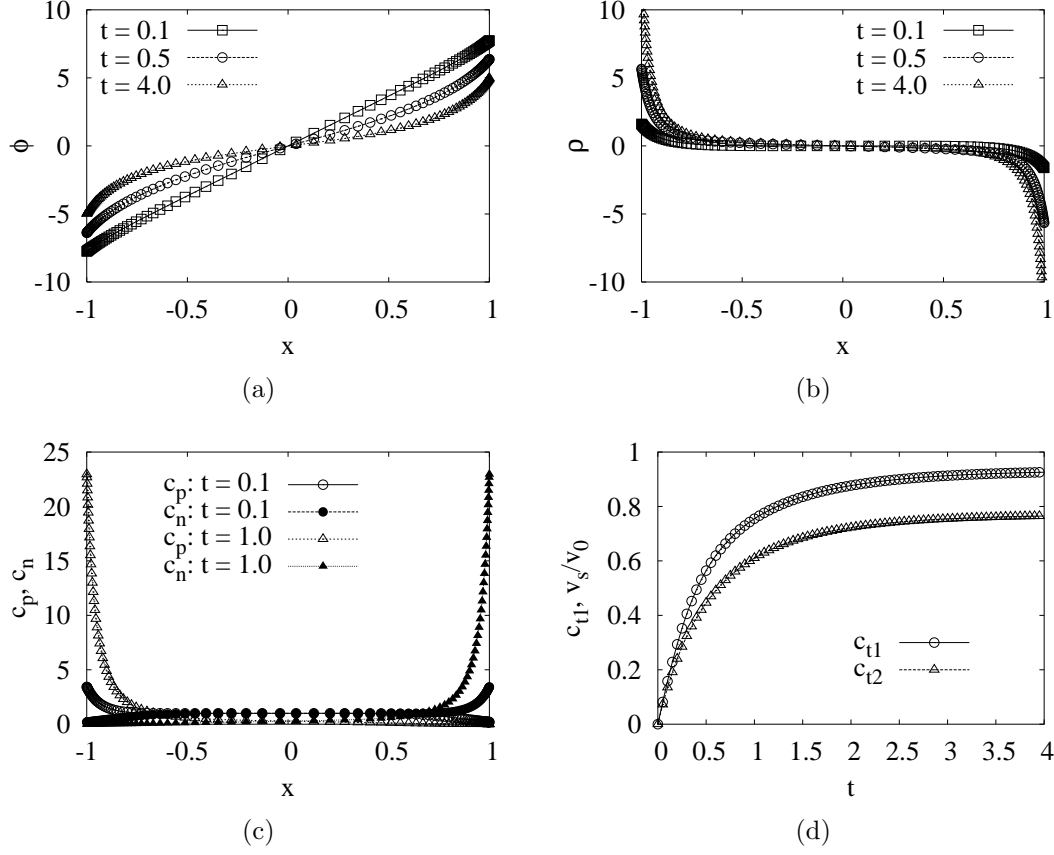 10
5
0
-5
-10
ϕ
t = 0.1
t = 0.5
t = 4.0
-1 -0.5 0 0.5 1
x
(a)
10
5
0
-5
-10
ρ
t = 0.1
t = 0.5
t = 4.0
-1 -0.5 0 0.5 1
x
(b)
25
20
15
10
5
0
c_p, c_n
c_p: t = 0.1
c_n: t = 0.1
c_p: t = 1.0
c_n: t = 1.0
-1 -0.5 0 0.5 1
x
(c)
1
0.8
0.6
0.4
0.2
0
c_t1, v_s/v_0
c_t1
c_t2
0 0.5 1 1.5 2 2.5 3 3.5 4
t
(d)